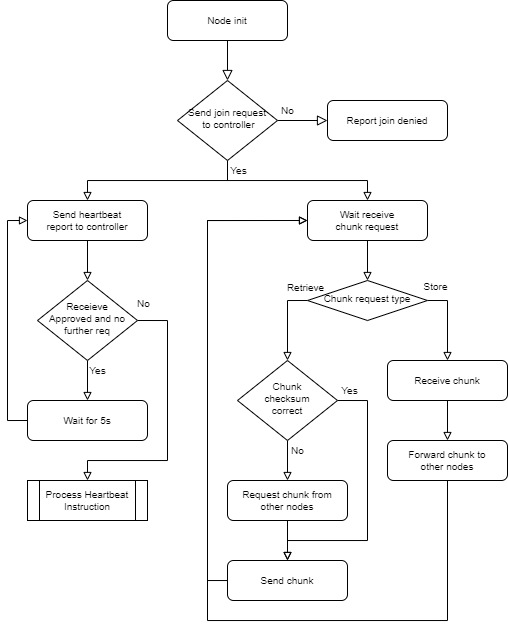 Node init
Send join request
to controller
No
Report join denied
Yes
Send heartbeat
report to controller
Wait receive
chunk request
Retrieve
Store
Chunk request type
Receieve
Approved and no
further req
No
Yes
Wait for 5s
Process Heartbeat
Instruction
Chunk
checksum
correct
Yes
No
Receive chunk
Forward chunk to
other nodes
Request chunk from
other nodes
Send chunk